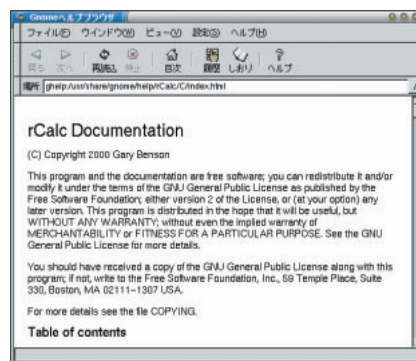 Gnomeヘルプブラウザ
ファイル(F) ウインドウ(W) ビュー(V) 設定(S) ヘルプ(H)
戻る 次へ 再読込 停止 目次 履歴 しおり ヘルプ
場所 ghelp:/usr/share/gnome/help/rCalc/C/index.html
rCalc Documentation
(C) Copyright 2000 Gary Benson
This program and the documentation are free software; you can redistribute it and/or
modify it under the terms of the GNU General Public License as published by the
Free Software Foundation; either version 2 of the License, or (at your option) any
later version. This program is distributed in the hope that it will be useful, but
WITHOUT ANY WARRANTY; without even the implied warranty of
MERCHANTABILITY or FITNESS FOR A PARTICULAR PURPOSE. See the GNU
General Public License for more details.
You should have received a copy of the GNU General Public License along with this
program; if not, write to the Free Software Foundation, Inc., 59 Temple Place, Suite
330, Boston, MA 02111-1307 USA.
For more details see the file COPYING.
Table of contents